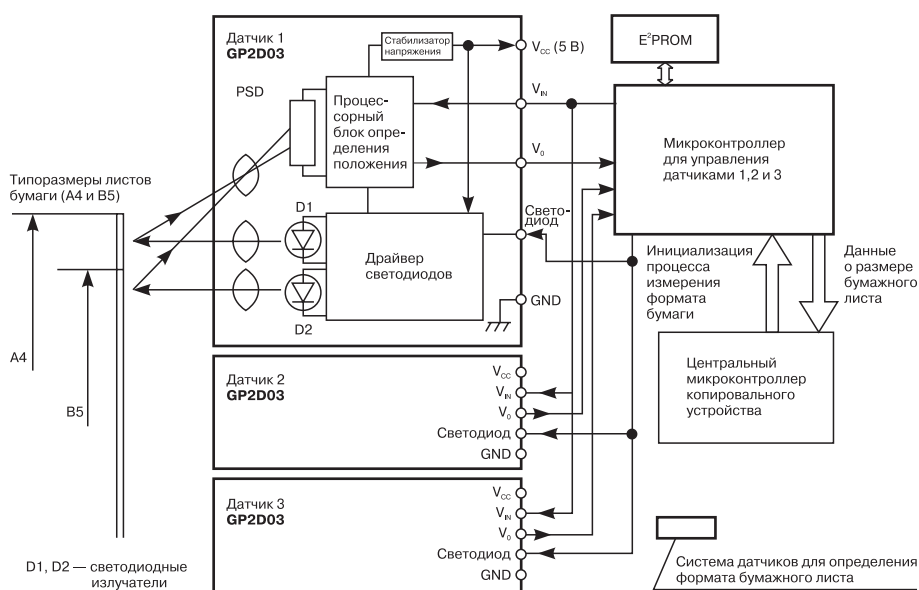 Датчик 1
GP2D03
Стабилизатор
напряжения
V_CC (5 В)
E²PROM
PSD
Процес-
сорный
блок опре-
деления
положения
V_IN
V_0
Микроконтроллер
для управления
датчиками 1,2 и 3
Типоразмеры листов
бумаги (A4 и B5)
D1
Драйвер
светодиодов
Свето-
диод
D2
GND
Инициализация
процесса
измерения
формата
бумаги
Данные
о размере
бумажного
листа
A4
B5
Центральный
микроконтроллер
копировального
устройства
Датчик 2
GP2D03
V_CC
V_IN
V_0
Светодиод
GND
Датчик 3
GP2D03
V_CC
V_IN
V_0
Светодиод
GND
D1, D2 — светодиодные
излучатели
Система датчиков для определения
формата бумажного листа